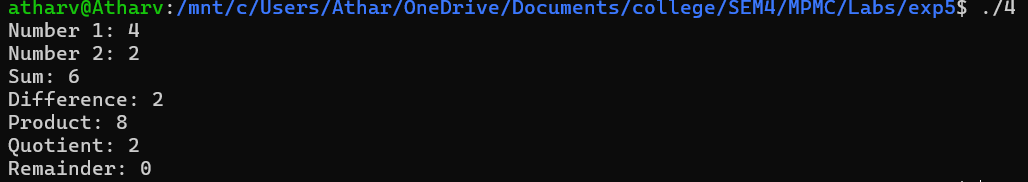 atharv@Atharv:/mnt/c/Users/Athar/OneDrive/Documents/college/SEM4/MPMC/Labs/exp5$ ./4
Number 1: 4
Number 2: 2
Sum: 6
Difference: 2
Product: 8
Quotient: 2
Remainder: 0